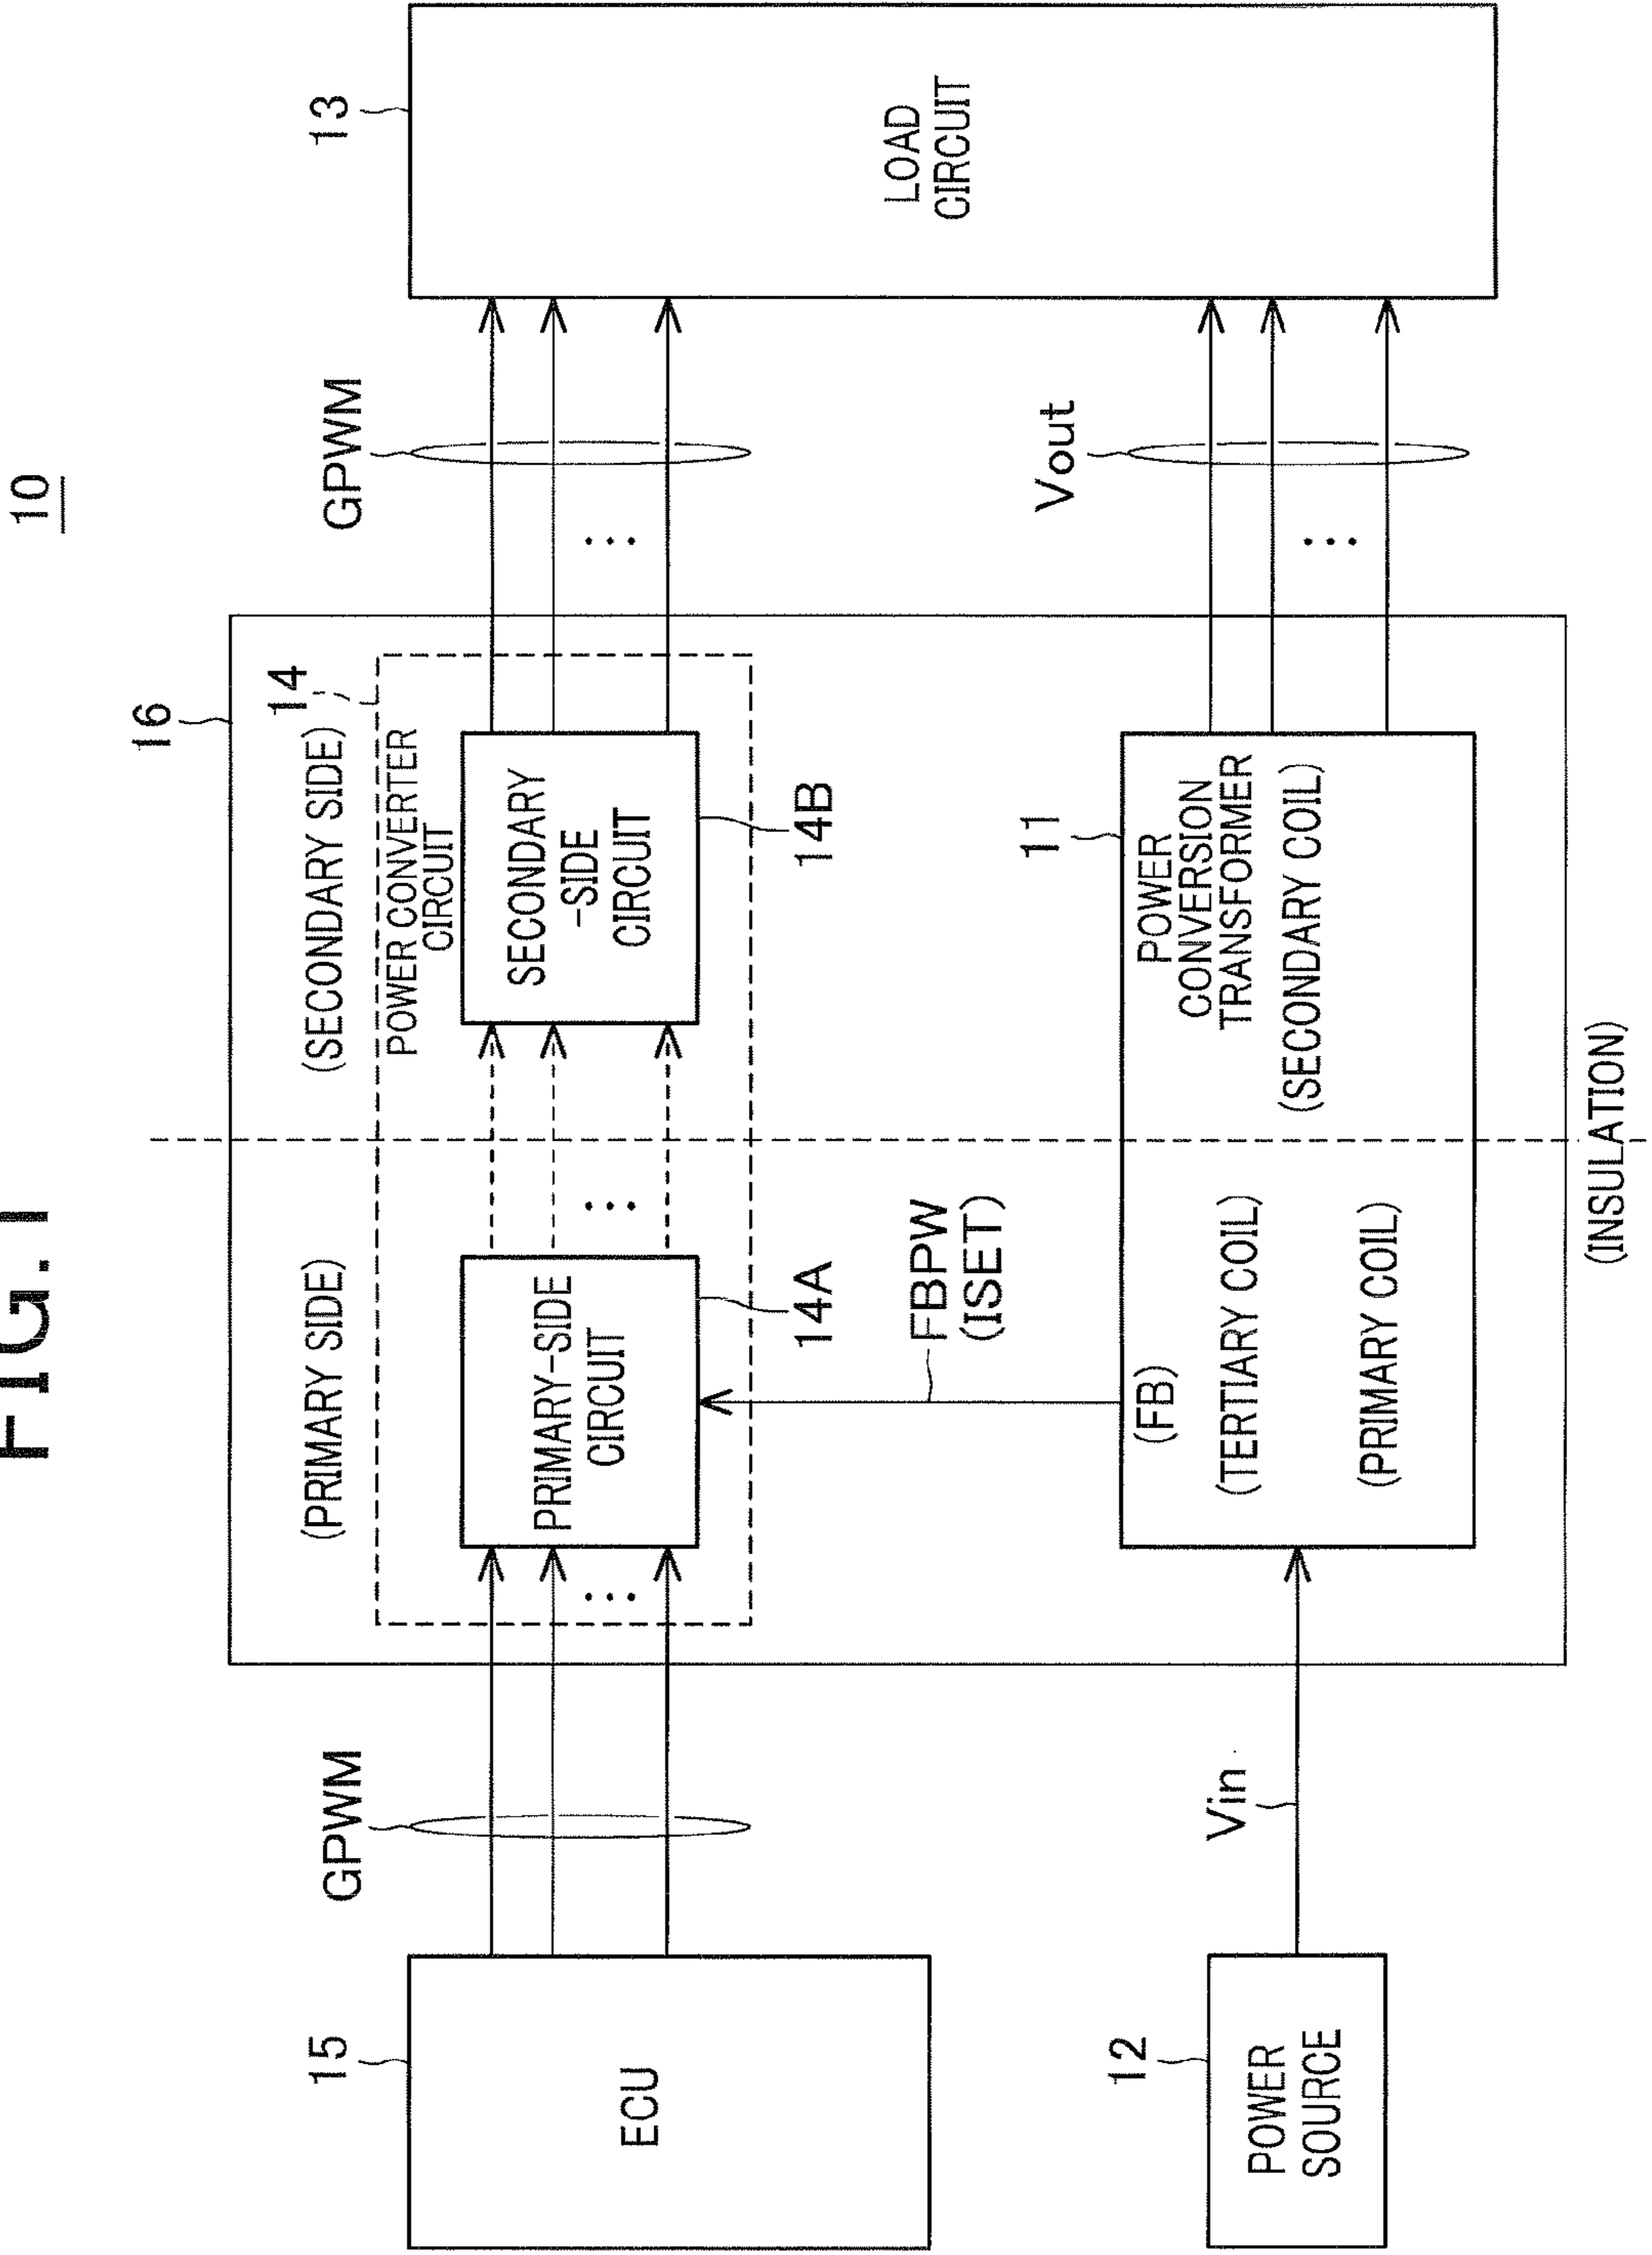 FIG. 1
10
16
(PRIMARY SIDE)
(SECONDARY SIDE)
14
POWER CONVERTER
CIRCUIT
15
ECU
GPWM
...
PRIMARY-SIDE
CIRCUIT
14A
...
SECONDARY
-SIDE
CIRCUIT
14B
GPWM
...
13
LOAD
CIRCUIT
FBPW
(ISET)
12
POWER
SOURCE
Vin
11
(FB)
(TERTIARY COIL)
(PRIMARY COIL)
POWER
CONVERSION
TRANSFORMER
(SECONDARY COIL)
Vout
...
(INSULATION)